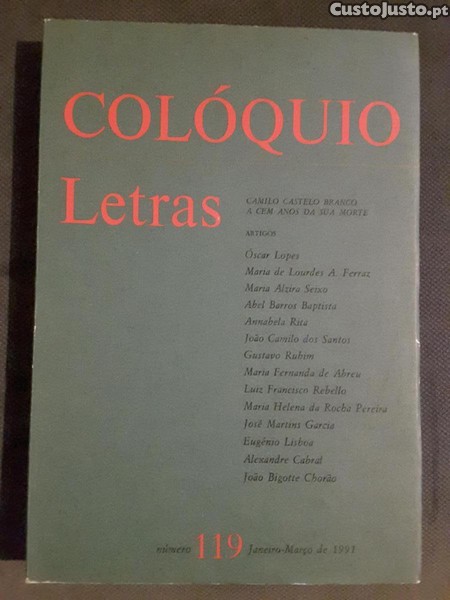 CustoJusto.pt
COLÓQUIO
Letras
CAMILO CASTELO BRANCO
A CEM ANOS DA SUA MORTE
ARTIGOS
Óscar Lopes
Maria de Lourdes A. Ferraz
Maria Alzira Seixo
Abel Barros Baptista
Annabela Rita
João Camilo dos Santos
Gustavo Rubim
Maria Fernanda de Abreu
Luiz Francisco Rebello
Maria Helena da Rocha Pereira
José Martins Garcia
Eugénio Lisboa
Alexandre Cabral
João Bigotte Chorão
número 119 Janeiro-Março de 1991